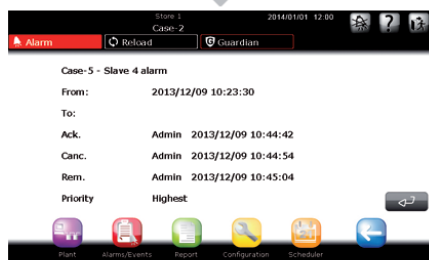 Store 1 2014/01/01 12:00
Case-2
Alarm Reload Guardian
Case-5 - Slave 4 alarm
From: 2013/12/09 10:23:30
To:
Ack. Admin 2013/12/09 10:44:42
Canc. Admin 2013/12/09 10:44:54
Rem. Admin 2013/12/09 10:45:04
Priority Highest
Plant Alarms/Events Report Configuration Scheduler